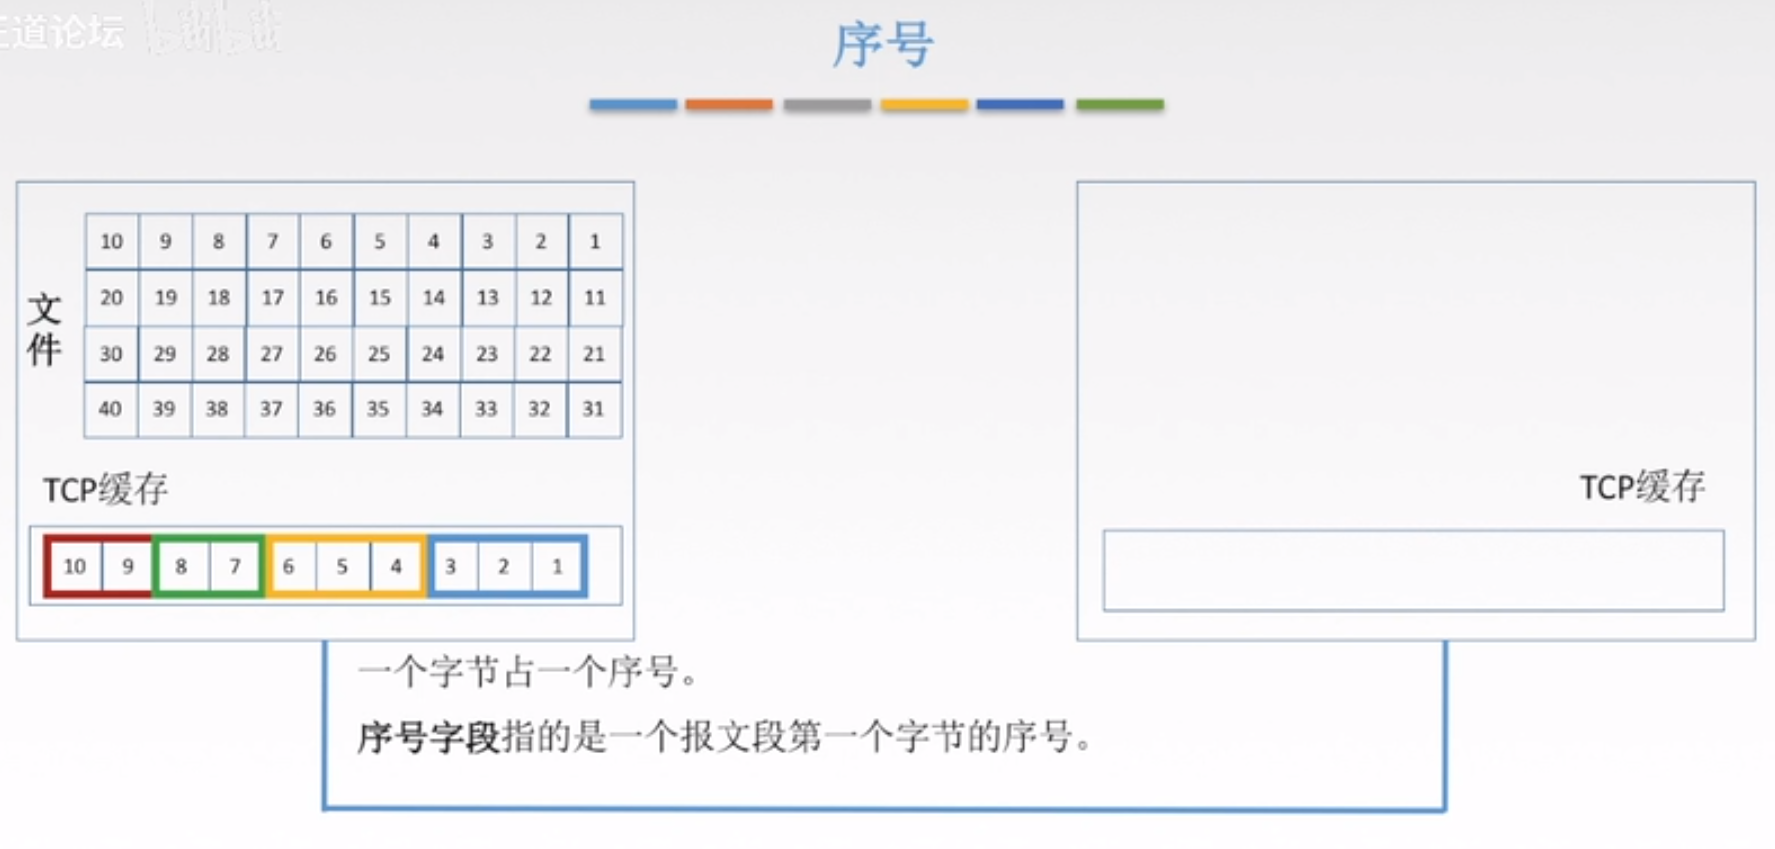 王道论坛 bilibili
序号
文件
10 9 8 7 6 5 4 3 2 1
20 19 18 17 16 15 14 13 12 11
30 29 28 27 26 25 24 23 22 21
40 39 38 37 36 35 34 33 32 31
TCP缓存
10 9 8 7 6 5 4 3 2 1
TCP缓存
一个字节占一个序号。
序号字段指的是一个报文段第一个字节的序号。